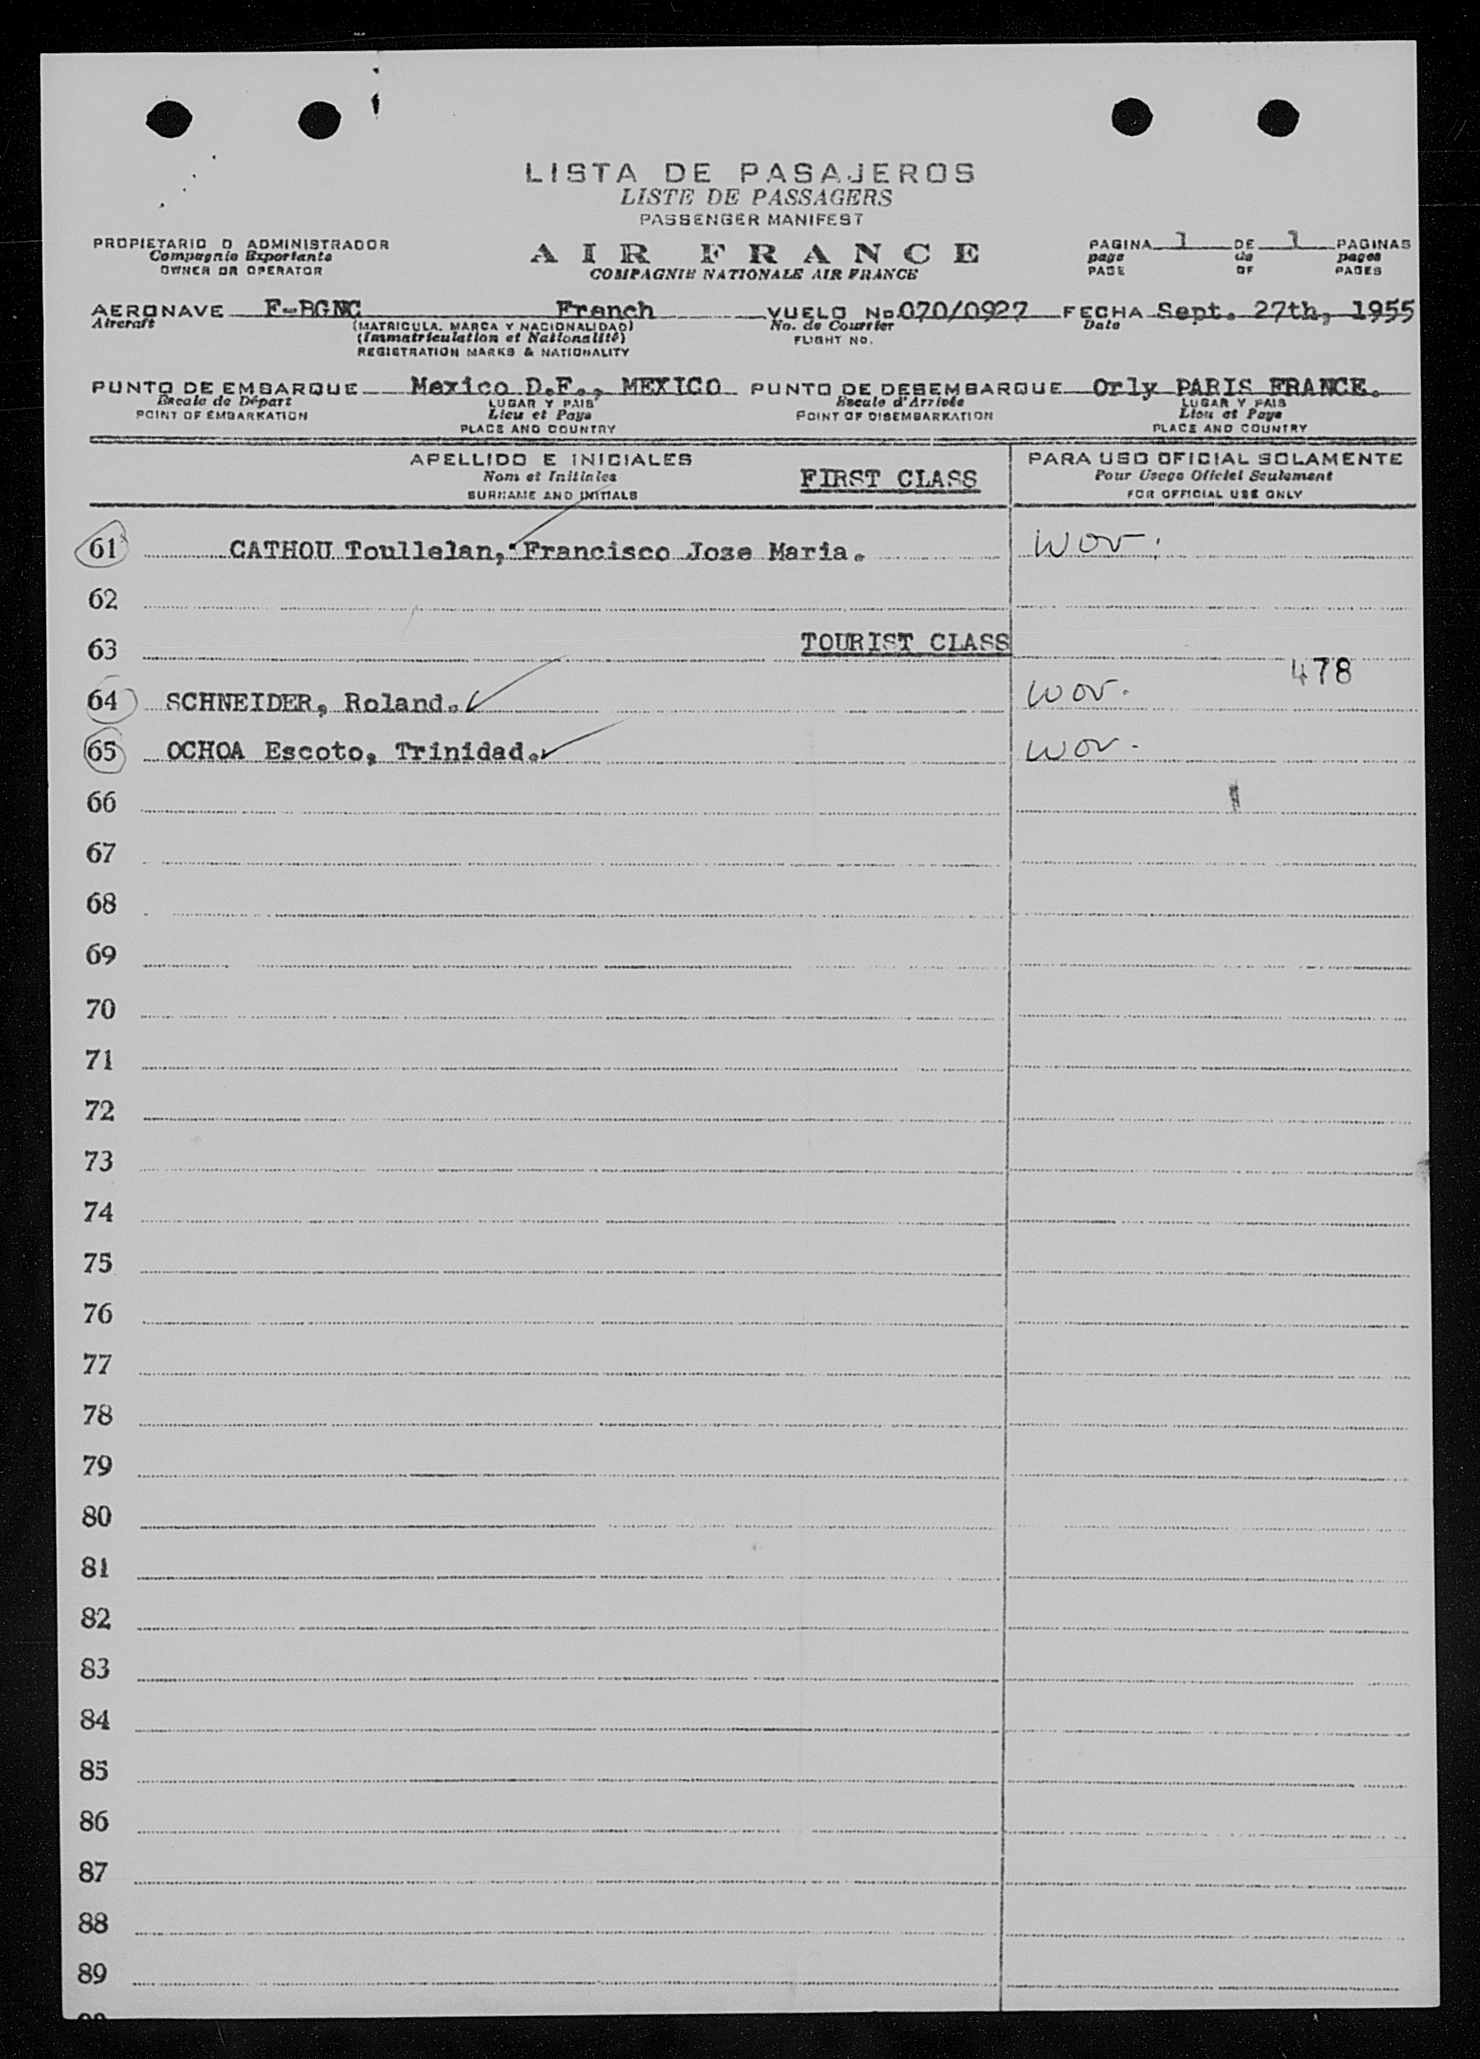 LISTA DE PASAJEROS
LISTE DE PASSAGERS
PASSENGER MANIFEST
PROPIETARIO O ADMINISTRADOR
Compagnie Exportante
OWNER OR OPERATOR
AIR FRANCE
COMPAGNIE NATIONALE AIR FRANCE
PAGINA 1 DE 1 PAGINAS
page de pages
PAGE OF PAGES
AERONAVE F-BGNC French VUELO No. 070/0927 FECHA Sept. 27th, 1955
Aircraft (MATRICULA, MARCA Y NACIONALIDAD) No. de Courrier Date
(Immatriculation et Nationalité) FLIGHT NO.
REGISTRATION MARKS & NATIONALITY
PUNTO DE EMBARQUE Mexico D.F., MEXICO PUNTO DE DESEMBARQUE Orly PARIS FRANCE.
Escale de Départ LUGAR Y PAIS Escale d'Arrivée LUGAR Y PAIS
POINT OF EMBARKATION Lieu et Pays POINT OF DISEMBARKATION Lieu et Pays
PLACE AND COUNTRY PLACE AND COUNTRY
APELLIDO E INICIALES PARA USO OFICIAL SOLAMENTE
Nom et Initiales FIRST CLASS Pour Usage Officiel Seulement
SURNAME AND INITIALS FOR OFFICIAL USE ONLY
61 CATHOU Toullelan, Francisco Jose Maria. wov.
62
63 TOURIST CLASS
478
64 SCHNEIDER, Roland. wov.
65 OCHOA Escoto, Trinidad. wov.
66
67
68
69
70
71
72
73
74
75
76
77
78
79
80
81
82
83
84
85
86
87
88
89